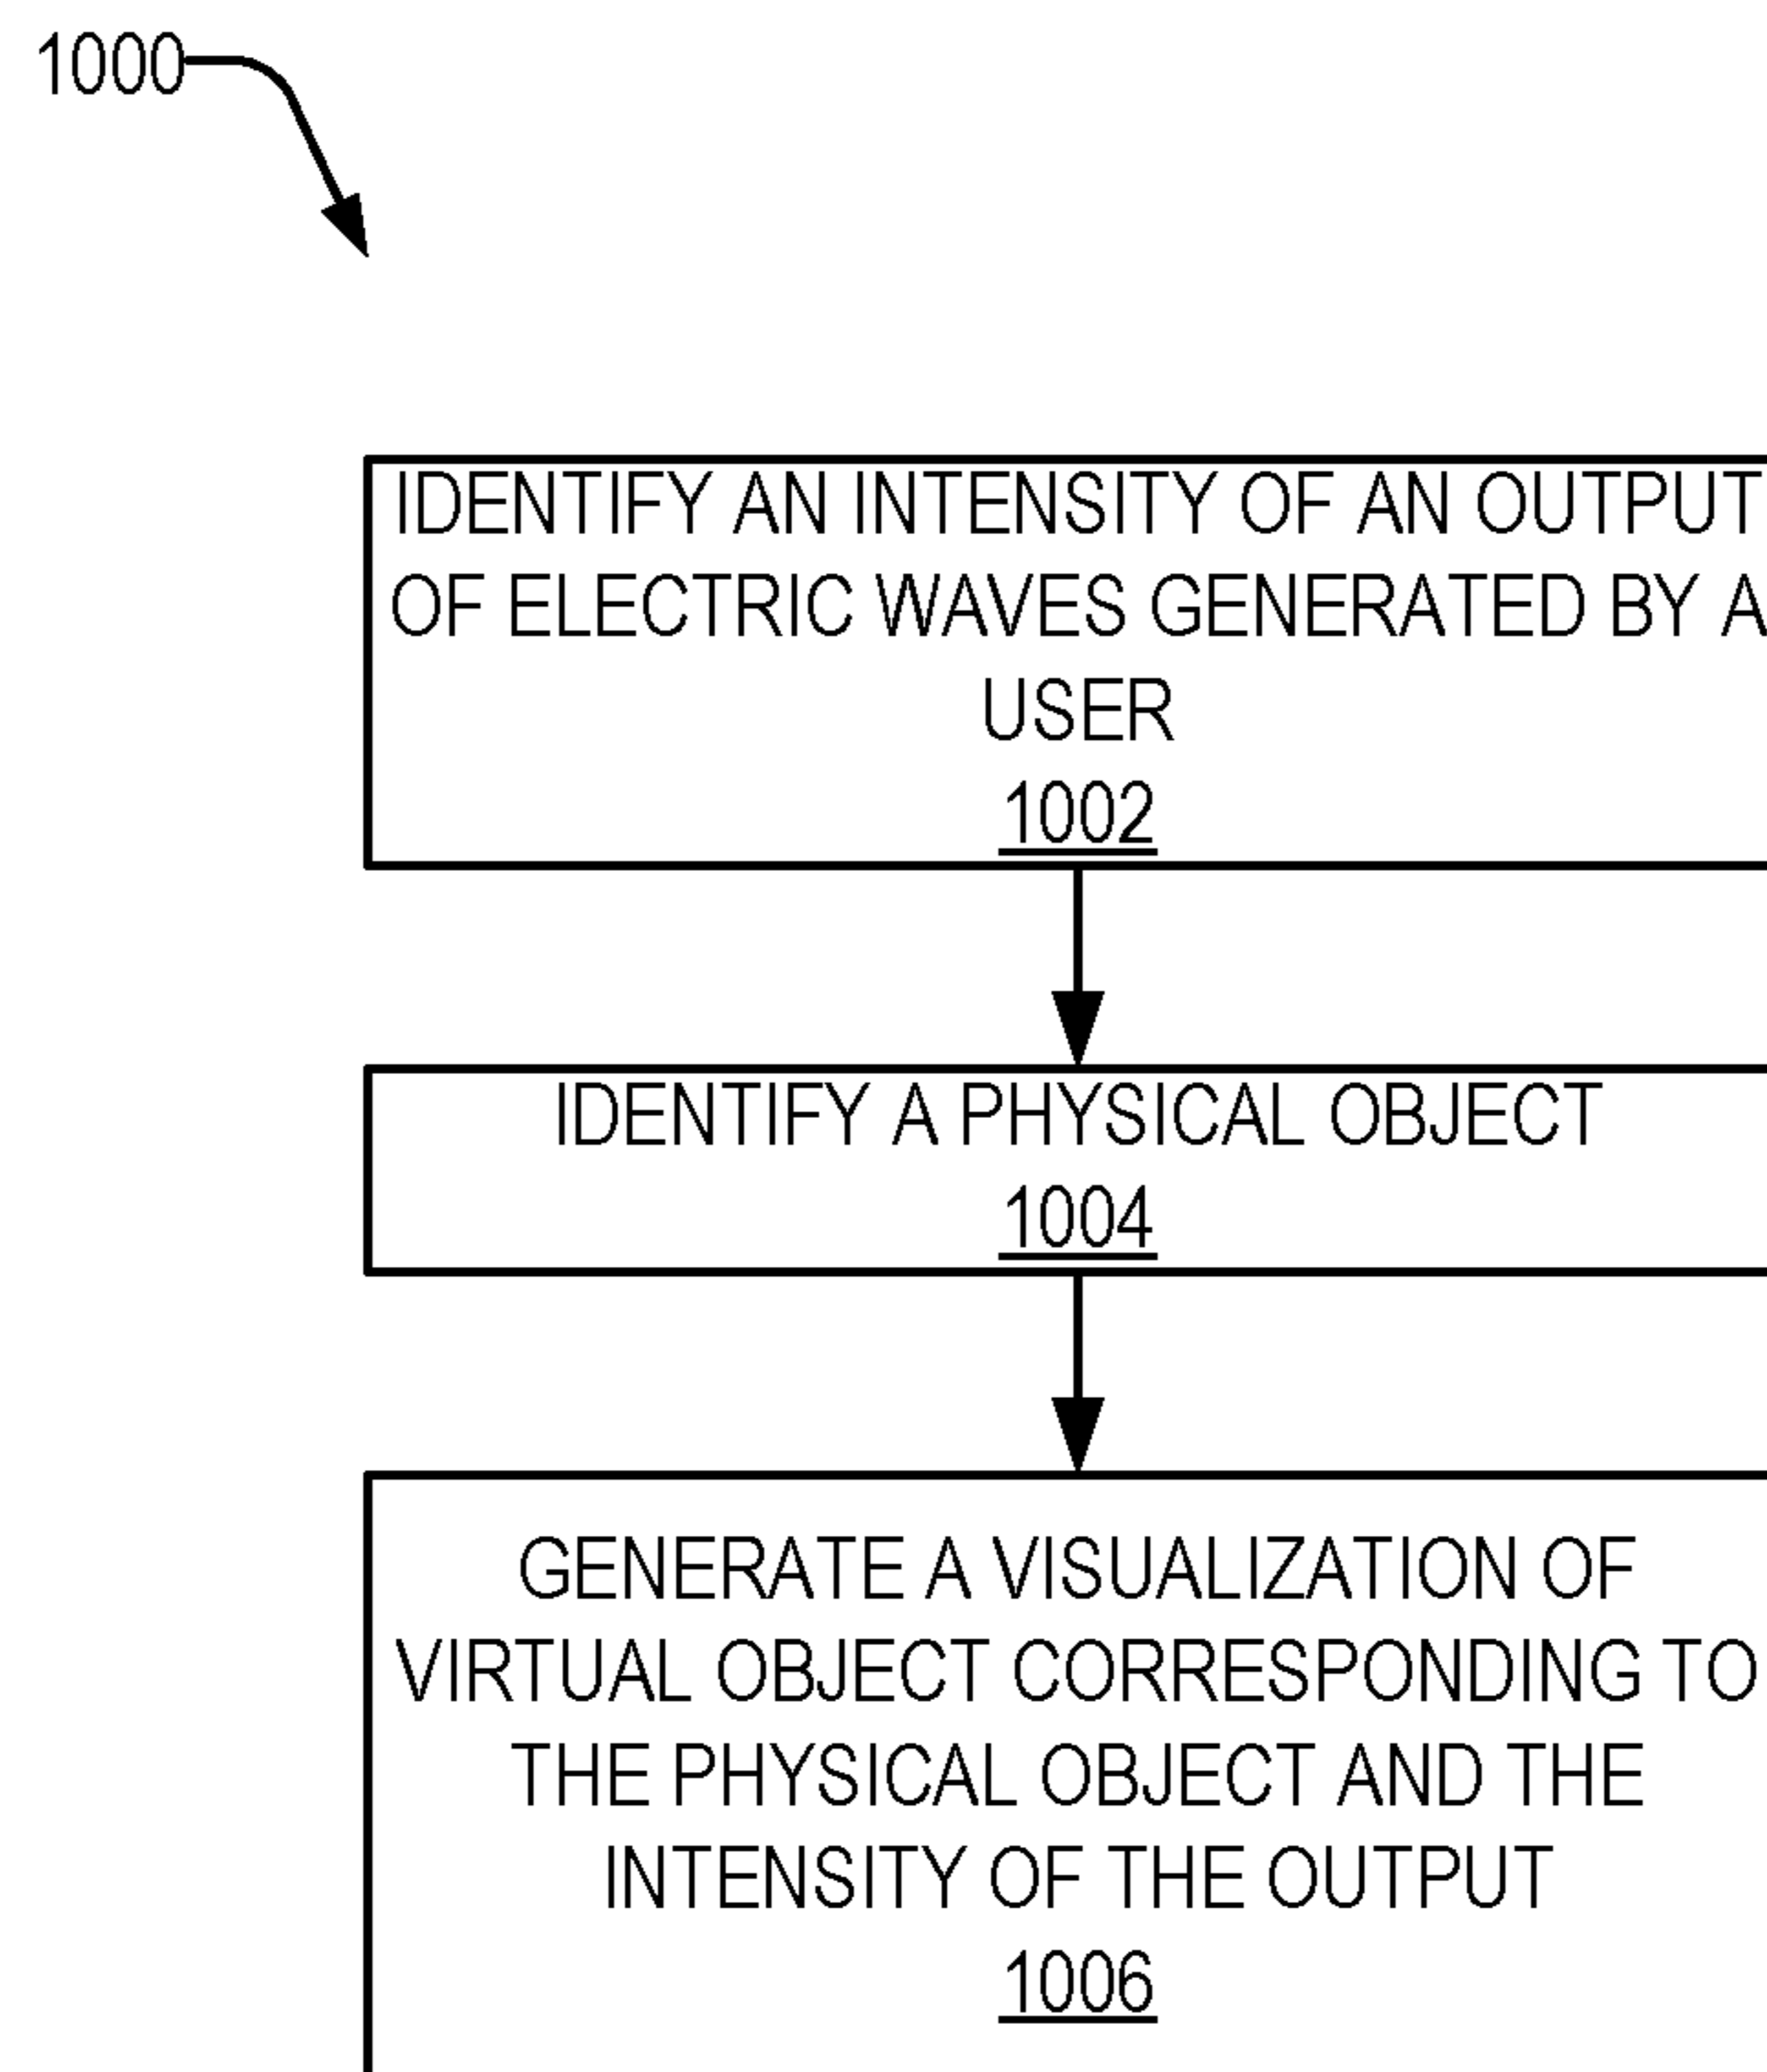 1000
IDENTIFY AN INTENSITY OF AN OUTPUT
OF ELECTRIC WAVES GENERATED BY A
USER
1002
IDENTIFY A PHYSICAL OBJECT
1004
GENERATE A VISUALIZATION OF
VIRTUAL OBJECT CORRESPONDING TO
THE PHYSICAL OBJECT AND THE
INTENSITY OF THE OUTPUT
1006